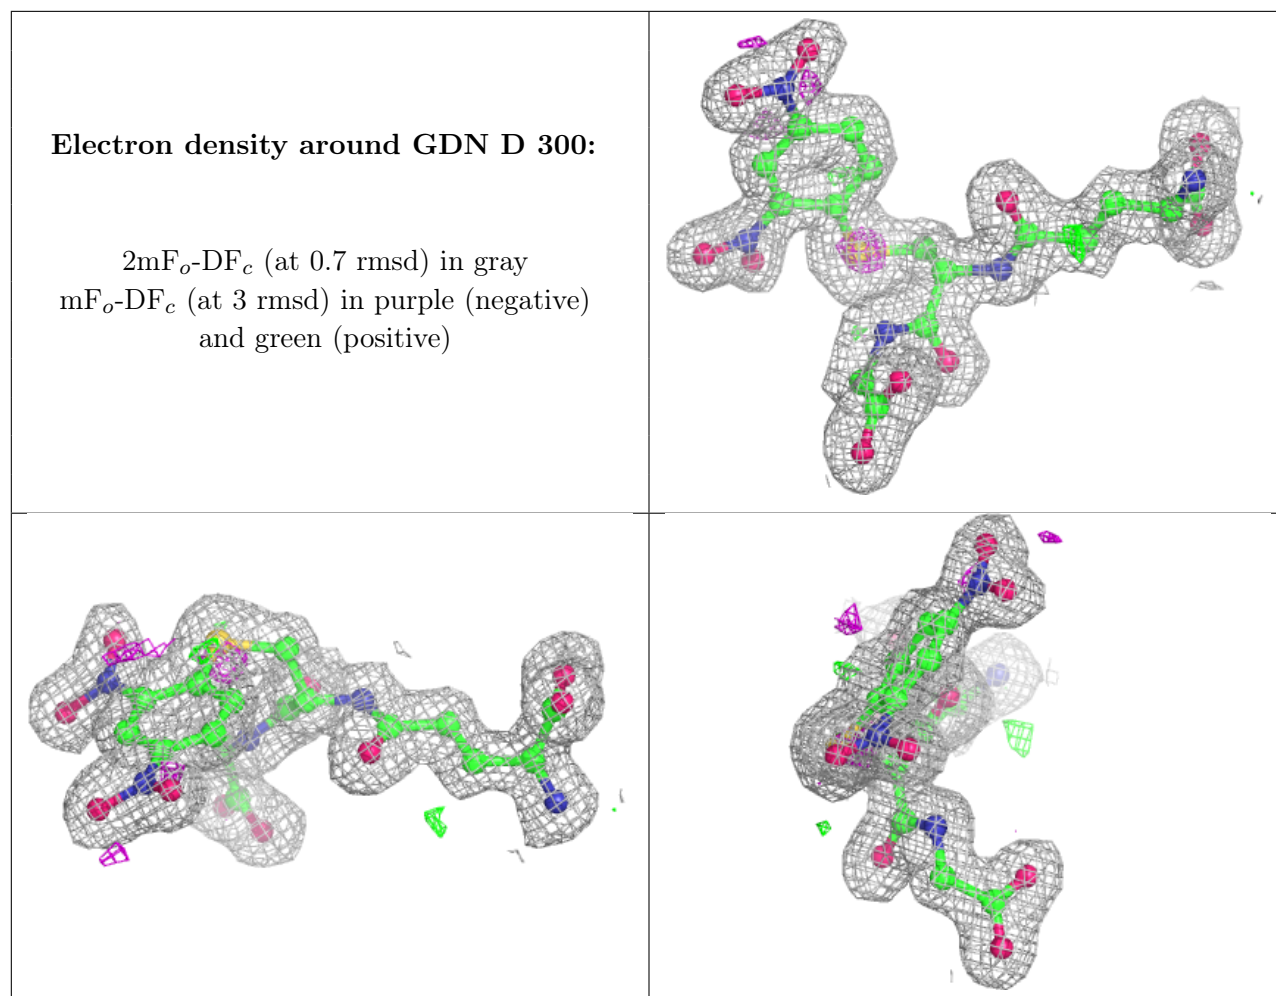 Electron density around GDN D 300:
2mFo-DFc (at 0.7 rmsd) in gray
mFo-DFc (at 3 rmsd) in purple (negative)
and green (positive)